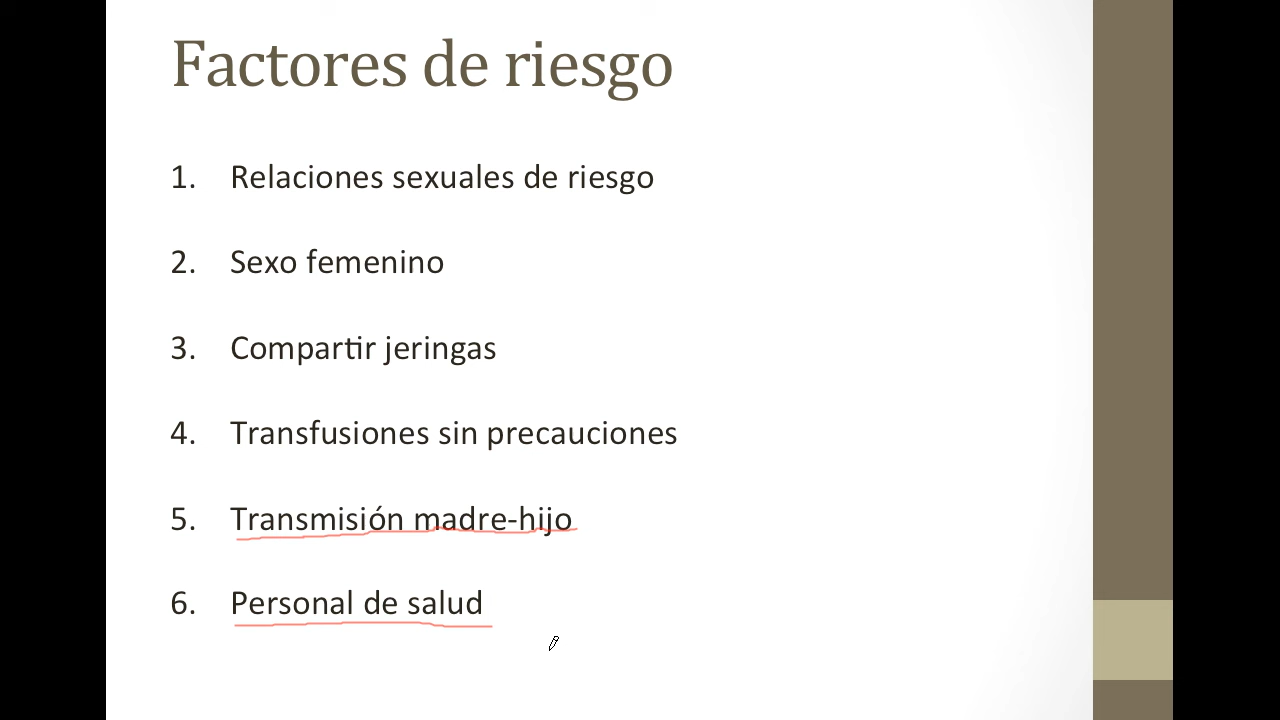 Factores de riesgo
1. Relaciones sexuales de riesgo
2. Sexo femenino
3. Compartir jeringas
4. Transfusiones sin precauciones
5. Transmisión madre-hijo
6. Personal de salud